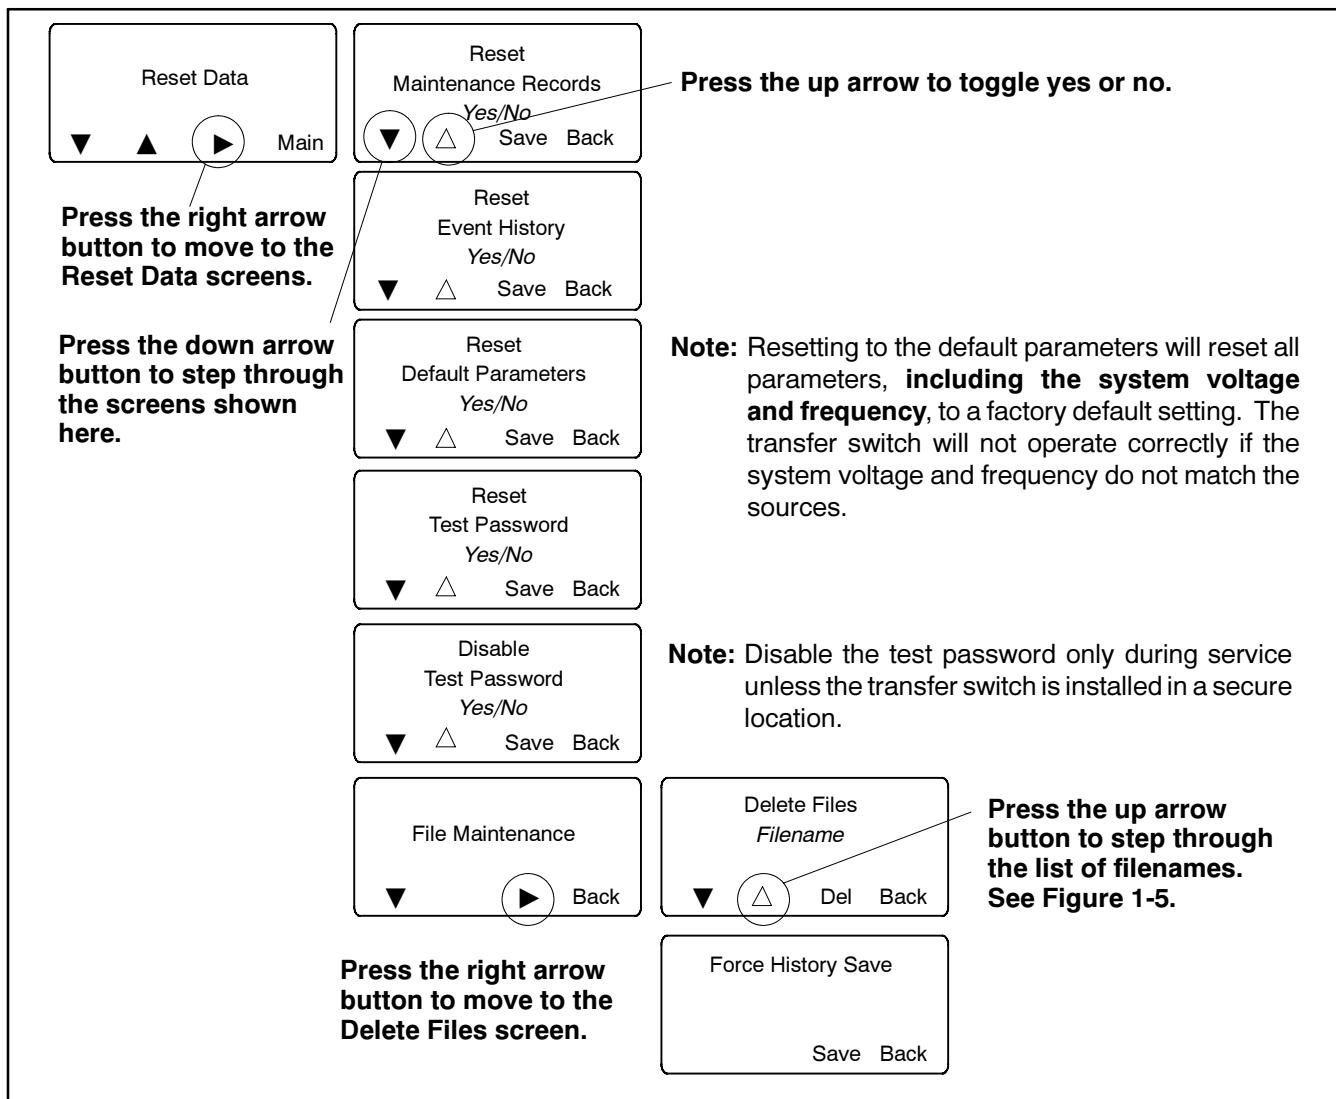 Reset Data
▼ ▲ ▶ Main
Press the right arrow
button to move to the
Reset Data screens.
Press the down arrow
button to step through
the screens shown
here.
Reset
Maintenance Records
Yes/No
▼ △ Save Back
Press the up arrow to toggle yes or no.
Reset
Event History
Yes/No
▼ △ Save Back
Reset
Default Parameters
Yes/No
▼ △ Save Back
Note: Resetting to the default parameters will reset all
parameters, including the system voltage
and frequency, to a factory default setting. The
transfer switch will not operate correctly if the
system voltage and frequency do not match the
sources.
Reset
Test Password
Yes/No
▼ △ Save Back
Disable
Test Password
Yes/No
▼ △ Save Back
Note: Disable the test password only during service
unless the transfer switch is installed in a secure
location.
File Maintenance
▼ ▶ Back
Press the right arrow
button to move to the
Delete Files screen.
Delete Files
Filename
▼ △ Del Back
Press the up arrow
button to step through
the list of filenames.
See Figure 1-5.
Force History Save
Save Back